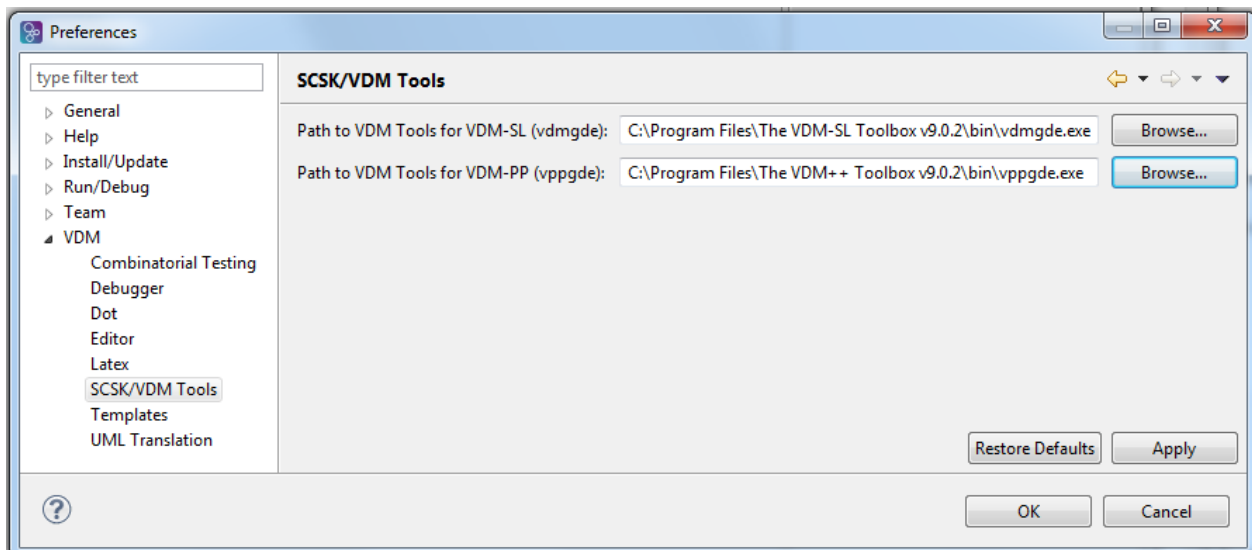 Preferences
type filter text
General
Help
Install/Update
Run/Debug
Team
VDM
Combinatorial Testing
Debugger
Dot
Editor
Latex
SCSK/VDM Tools
Templates
UML Translation
SCSK/VDM Tools
Path to VDM Tools for VDM-SL (vdmgde): C:\Program Files\The VDM-SL Toolbox v9.0.2\bin\vdmgde.exe Browse...
Path to VDM Tools for VDM-PP (vppgde): C:\Program Files\The VDM++ Toolbox v9.0.2\bin\vppgde.exe Browse...
Restore Defaults Apply
? OK Cancel